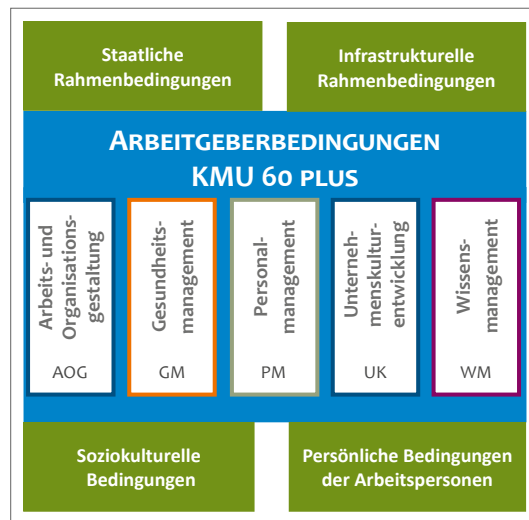 Staatliche
Rahmenbedingungen
Infrastrukturelle
Rahmenbedingungen
ARBEITGEBERBEDINGUNGEN
KMU 60 PLUS
Arbeits- und
Organisations-
gestaltung
AOG
Gesundheits-
management
GM
Personal-
management
PM
Unterneh-
menskultur-
entwicklung
UK
Wissens-
management
WM
Soziokulturelle
Bedingungen
Persönliche Bedingungen
der Arbeitspersonen